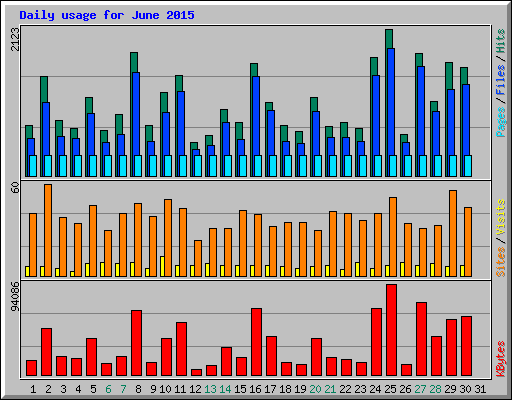 Daily usage for June 2015
2123
Pages / Files / Hits
60
Sites / Visits
94086
KBytes
1 2 3 4 5 6 7 8 9 10 11 12 13 14 15 16 17 18 19 20 21 22 23 24 25 26 27 28 29 30 31